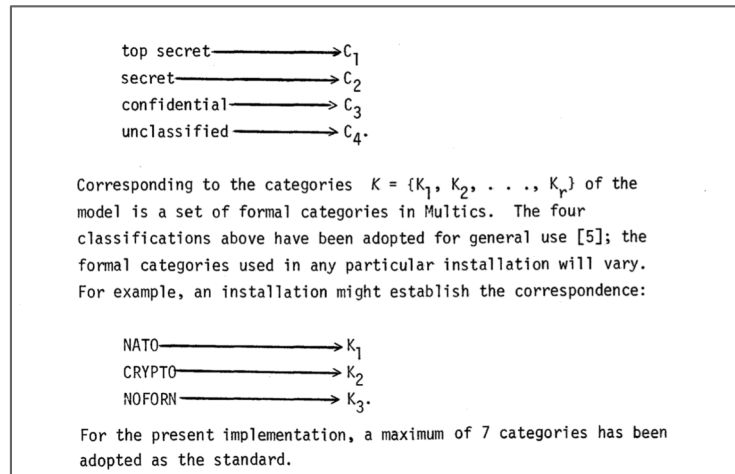 top secret→C₁
secret→C₂
confidential→C₃
unclassified→C₄.
Corresponding to the categories K = {K₁, K₂, . . ., Kᵣ} of the
model is a set of formal categories in Multics. The four
classifications above have been adopted for general use [5]; the
formal categories used in any particular installation will vary.
For example, an installation might establish the correspondence:
NATO→K₁
CRYPTO→K₂
NOFORN→K₃.
For the present implementation, a maximum of 7 categories has been
adopted as the standard.